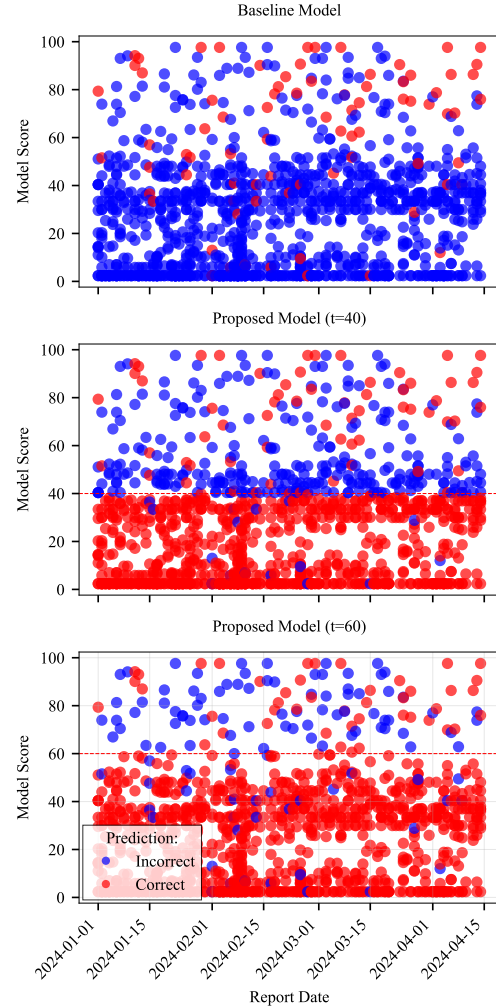 Baseline Model
100
80
60
40
20
0
Model Score
Proposed Model (t=40)
100
80
60
40
20
0
Model Score
Proposed Model (t=60)
100
80
60
40
20
0
Model Score
Prediction:
Incorrect
Correct
2024-01-01
2024-01-15
2024-02-01
2024-02-15
2024-03-01
2024-03-15
2024-04-01
2024-04-15
Report Date